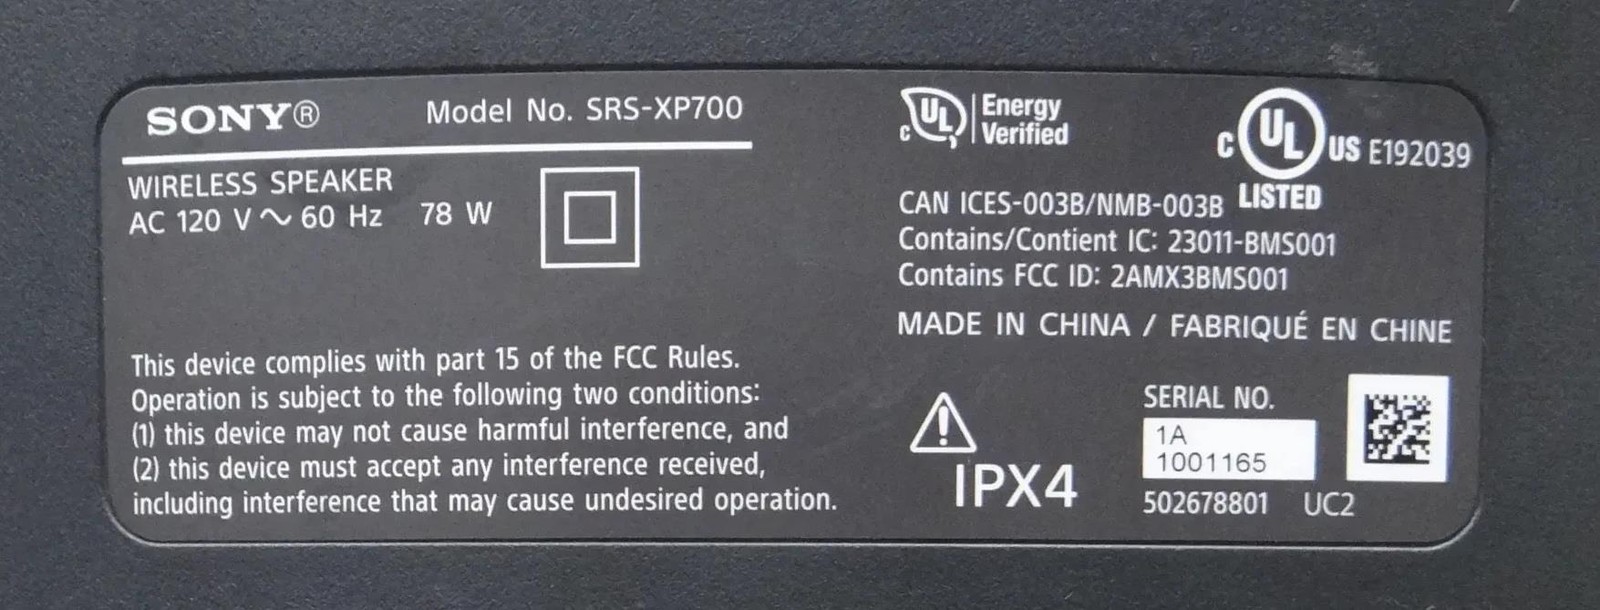 SONY®
Model No. SRS-XP700
WIRELESS SPEAKER
AC 120 V ~ 60 Hz 78 W
This device complies with part 15 of the FCC Rules.
Operation is subject to the following two conditions:
(1) this device may not cause harmful interference, and
(2) this device must accept any interference received,
including interference that may cause undesired operation.
C UL Energy
Verified
C UL US E192039
LISTED
CAN ICES-003B/NMB-003B
Contains/Contient IC: 23011-BMS001
Contains FCC ID: 2AMX3BMS001
MADE IN CHINA / FABRIQUÉ EN CHINE
IPX4
SERIAL NO.
1A
1001165
502678801 UC2